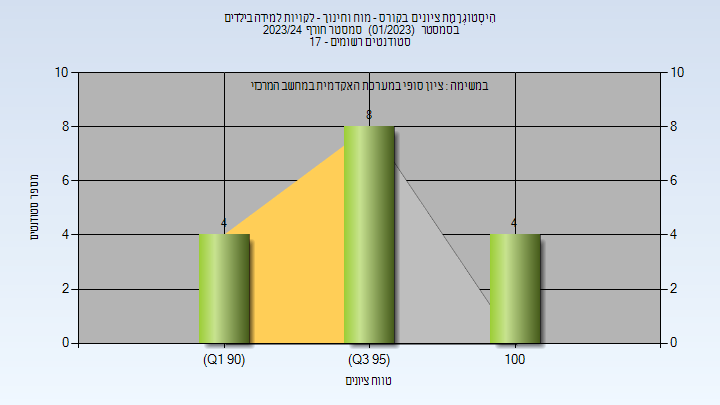 היסטוגרמת ציונים בקורס - מוח וחינוך - לקויות למידה בילדים
בסמסטר (01/2023) סמסטר חורף 2023/24
סטודנטים רשומים - 17
במשימה : ציון סופי במערכת האקדמית במחשב המרכזי
10
8
6
4
2
0
10
8
6
4
2
0
4
8
4
מספר סטודנטים
(Q1 90)
(Q3 95)
100
טווח ציונים